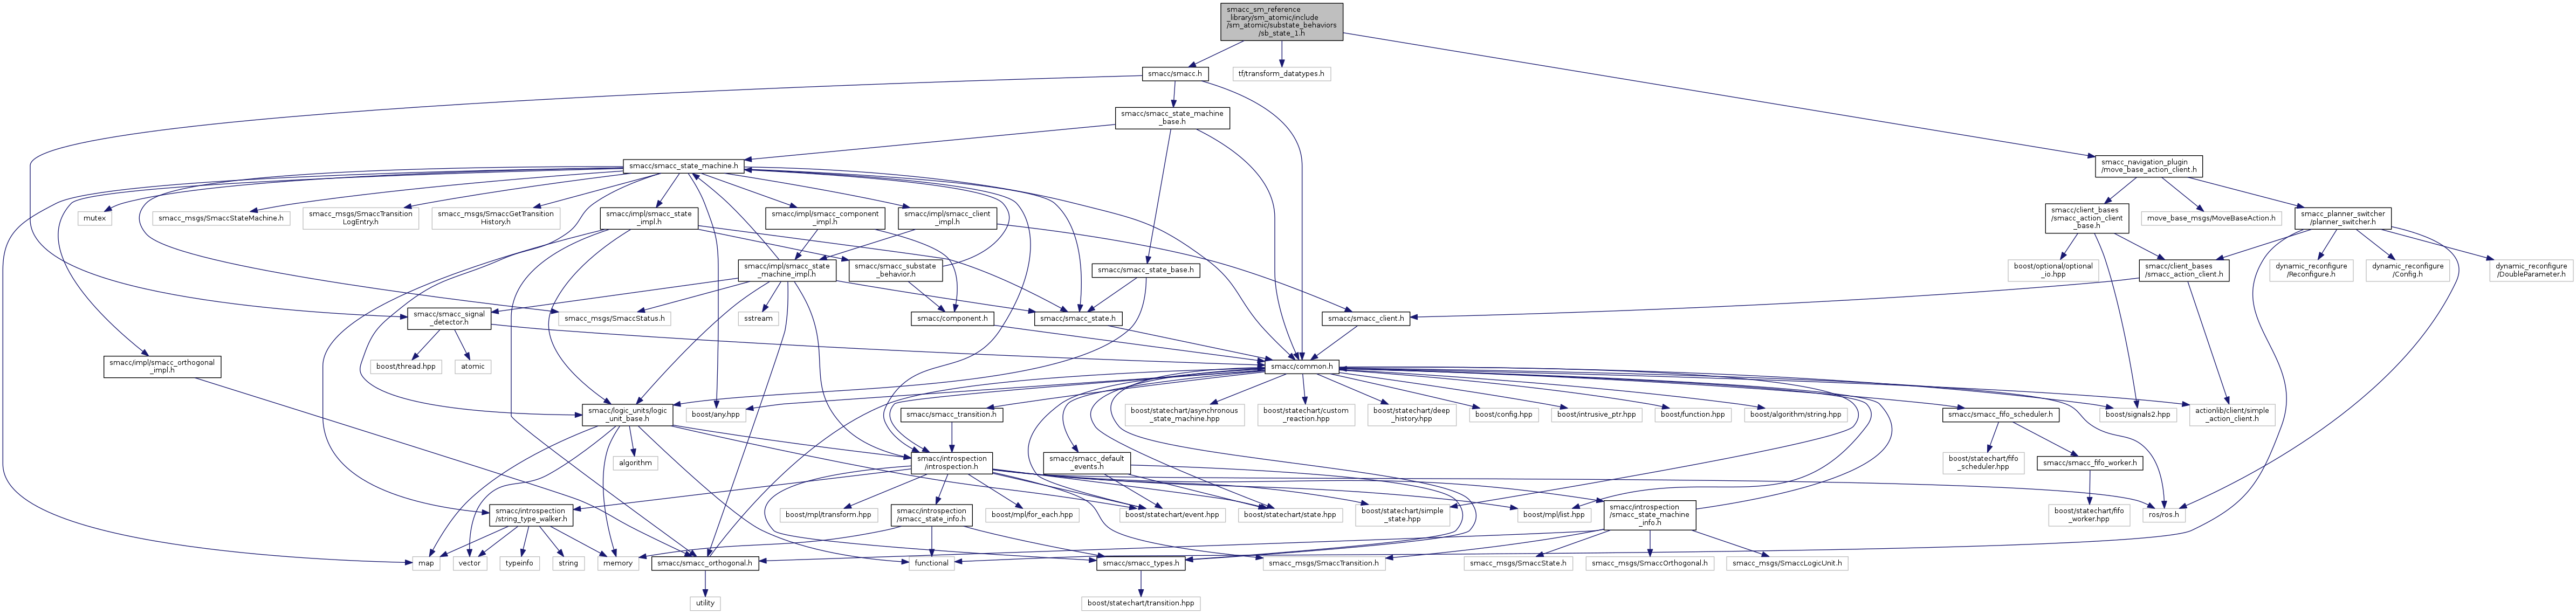 smacc_sm_reference
_library/sm_atomic/include
/sm_atomic/substate_behaviors
/sb_state_1.h
smacc/smacc.h
tf/transform_datatypes.h
smacc/smacc_state_machine
_base.h
smacc/smacc_state_machine.h
smacc_navigation_plugin
/move_base_action_client.h
mutex
smacc_msgs/SmaccStateMachine.h
smacc_msgs/SmaccTransition
LogEntry.h
smacc_msgs/SmaccGetTransition
History.h
smacc/impl/smacc_state
_impl.h
smacc/impl/smacc_component
_impl.h
smacc/impl/smacc_client
_impl.h
smacc/client_bases
/smacc_action_client
_base.h
move_base_msgs/MoveBaseAction.h
smacc_planner_switcher
/planner_switcher.h
smacc/impl/smacc_state
_machine_impl.h
smacc/smacc_substate
_behavior.h
smacc/smacc_state_base.h
boost/optional/optional
_io.hpp
smacc/client_bases
/smacc_action_client.h
dynamic_reconfigure
/Reconfigure.h
dynamic_reconfigure
/Config.h
dynamic_reconfigure
/DoubleParameter.h
smacc/smacc_signal
_detector.h
smacc_msgs/SmaccStatus.h
sstream
smacc/component.h
smacc/smacc_state.h
smacc/smacc_client.h
smacc/impl/smacc_orthogonal
_impl.h
boost/thread.hpp
atomic
smacc/common.h
smacc/logic_units/logic
_unit_base.h
boost/any.hpp
smacc/smacc_transition.h
boost/statechart/asynchronous
_state_machine.hpp
boost/statechart/custom
_reaction.hpp
boost/statechart/deep
_history.hpp
boost/config.hpp
boost/intrusive_ptr.hpp
boost/function.hpp
boost/algorithm/string.hpp
smacc/smacc_fifo_scheduler.h
boost/signals2.hpp
actionlib/client/simple
_action_client.h
algorithm
smacc/introspection
/introspection.h
smacc/smacc_default
_events.h
boost/statechart/fifo
_scheduler.hpp
smacc/smacc_fifo_worker.h
smacc/introspection
/string_type_walker.h
boost/mpl/transform.hpp
smacc/introspection
/smacc_state_info.h
boost/mpl/for_each.hpp
boost/statechart/event.hpp
boost/statechart/state.hpp
boost/statechart/simple
_state.hpp
boost/mpl/list.hpp
smacc/introspection
/smacc_state_machine
_info.h
boost/statechart/fifo
_worker.hpp
ros/ros.h
map
vector
typeinfo
string
memory
smacc/smacc_orthogonal.h
functional
smacc/smacc_types.h
smacc_msgs/SmaccTransition.h
smacc_msgs/SmaccState.h
smacc_msgs/SmaccOrthogonal.h
smacc_msgs/SmaccLogicUnit.h
utility
boost/statechart/transition.hpp